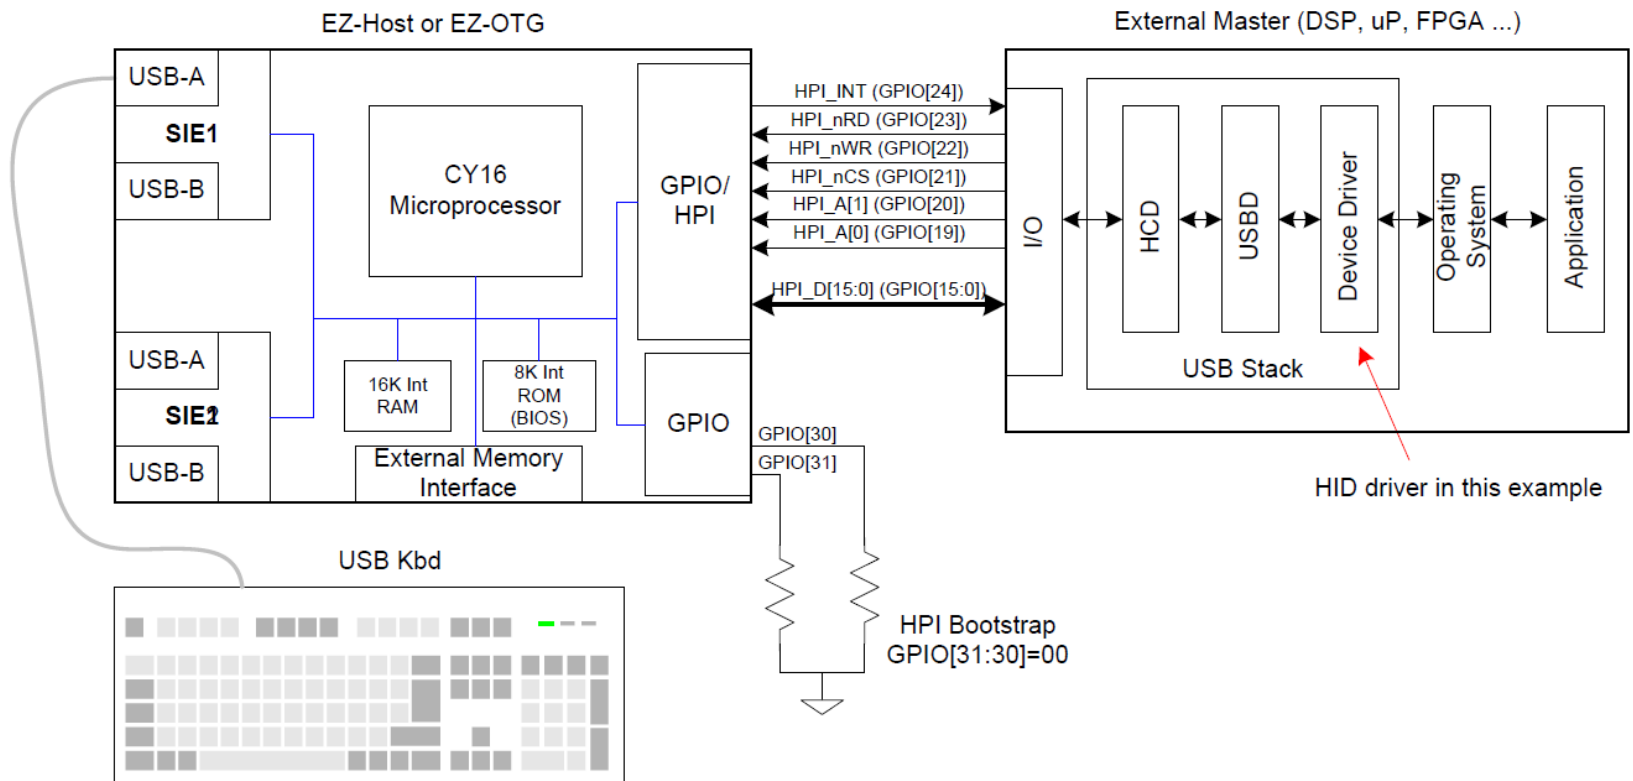 EZ-Host or EZ-OTG
External Master (DSP, uP, FPGA ...)
USB-A
SIE1
USB-B
CY16
Microprocessor
GPIO/
HPI
HPI_INT (GPIO[24])
HPI_nRD (GPIO[23])
HPI_nWR (GPIO[22])
HPI_nCS (GPIO[21])
HPI_A[1] (GPIO[20])
HPI_A[0] (GPIO[19])
HPI_D[15:0] (GPIO[15:0])
I/O
HCD
USBD
Device Driver
Operating
System
Application
USB Stack
USB-A
SIE2
USB-B
16K Int
RAM
8K Int
ROM
(BIOS)
GPIO
GPIO[30]
GPIO[31]
External Memory
Interface
HID driver in this example
USB Kbd
HPI Bootstrap
GPIO[31:30]=00